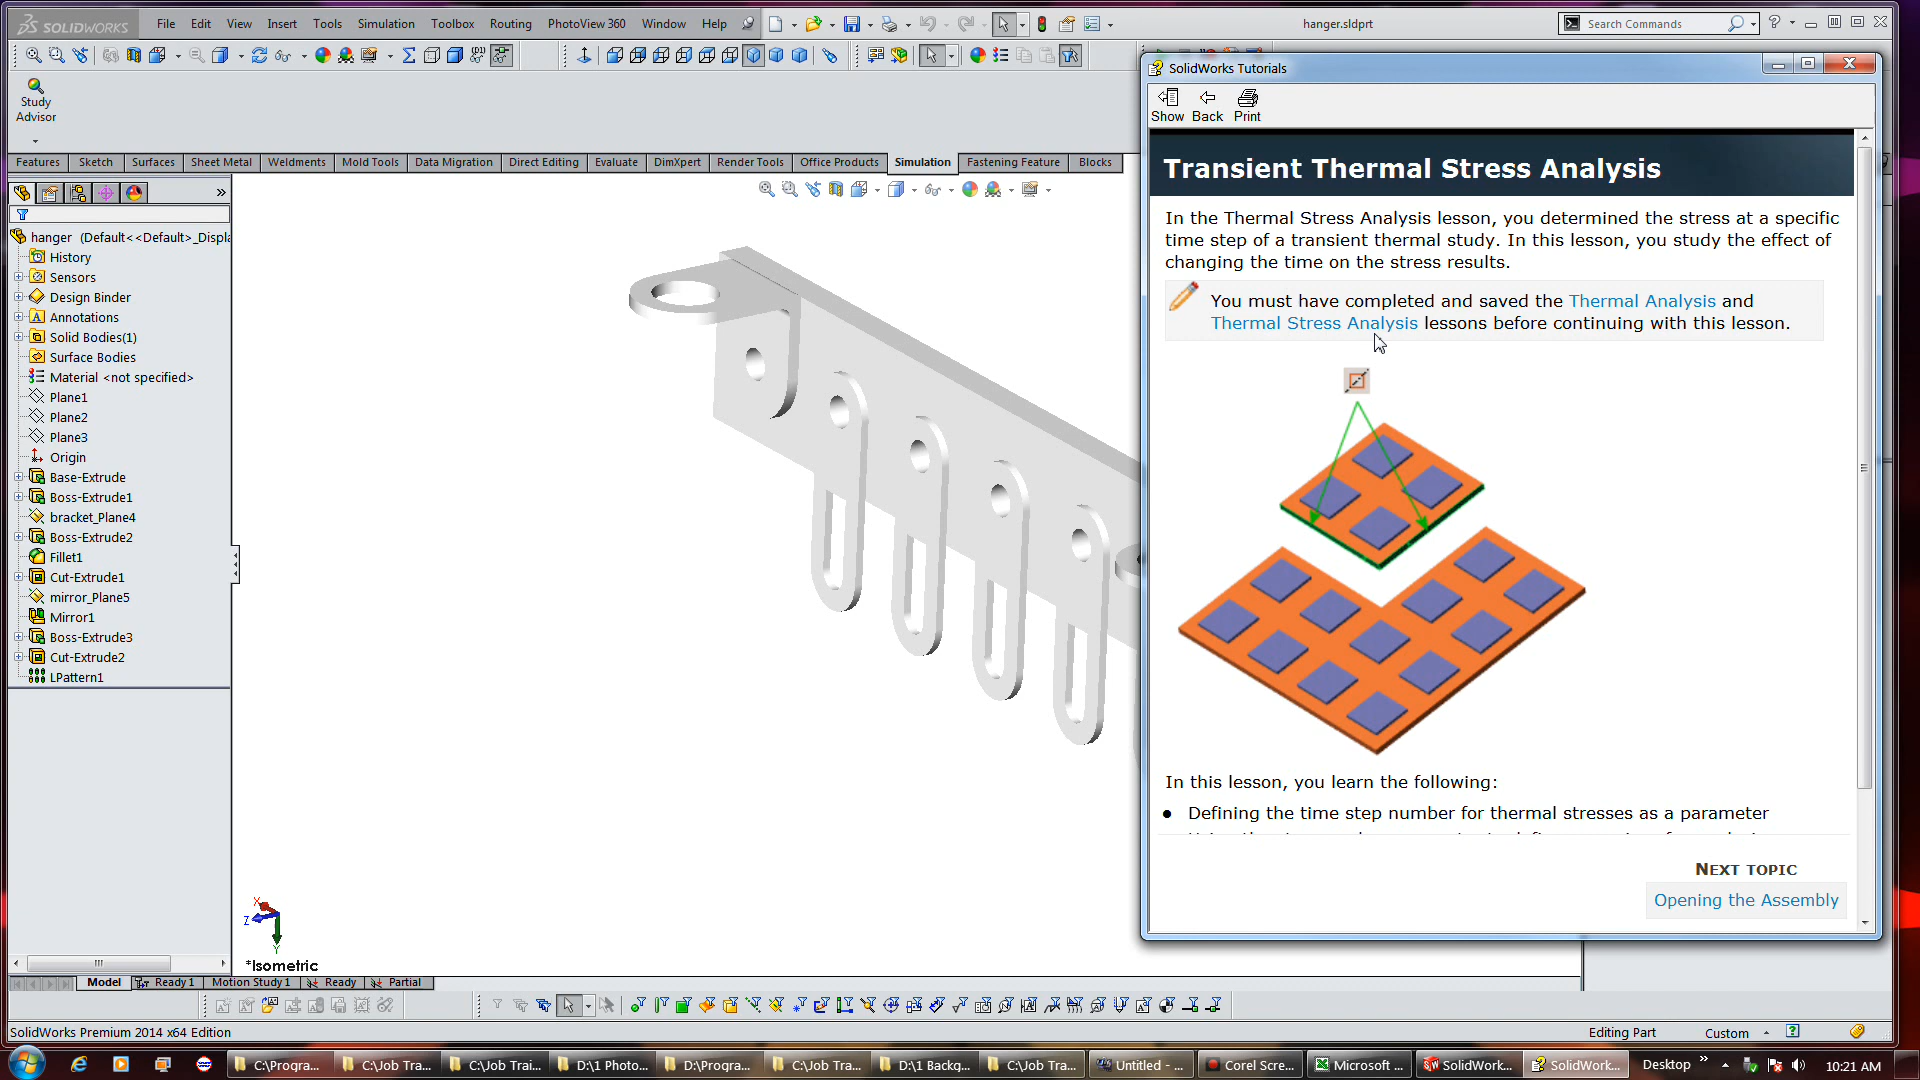 SOLIDWORKS
File Edit View Insert Tools Simulation Toolbox Routing PhotoView 360 Window Help
hanger.sldprt
Search Commands
Study
Advisor
Features Sketch Surfaces Sheet Metal Weldments Mold Tools Data Migration Direct Editing Evaluate DimXpert Render Tools Office Products Simulation Fastening Feature Blocks
hanger (Default<<Default>_Displa
History
Sensors
Design Binder
Annotations
Solid Bodies(1)
Surface Bodies
Material <not specified>
Plane1
Plane2
Plane3
Origin
Base-Extrude
Boss-Extrude1
bracket_Plane4
Boss-Extrude2
Fillet1
Cut-Extrude1
mirror_Plane5
Mirror1
Boss-Extrude3
Cut-Extrude2
LPattern1
X
Z
Y
*Isometric
SolidWorks Tutorials
Show Back Print
Transient Thermal Stress Analysis
In the Thermal Stress Analysis lesson, you determined the stress at a specific
time step of a transient thermal study. In this lesson, you study the effect of
changing the time on the stress results.
You must have completed and saved the Thermal Analysis and
Thermal Stress Analysis lessons before continuing with this lesson.
In this lesson, you learn the following:
● Defining the time step number for thermal stresses as a parameter
NEXT TOPIC
Opening the Assembly
Model Ready 1 Motion Study 1 Ready Partial
SolidWorks Premium 2014 x64 Edition
Editing Part
Custom
C:\Progra...
C:\Job Tra...
C:\Job Trai...
D:\1 Photo...
D:\Progra...
C:\Job Tra...
D:\1 Backg...
C:\Job Tra...
Untitled - ...
Corel Scre...
Microsoft ...
SolidWork...
SolidWork...
Desktop
10:21 AM